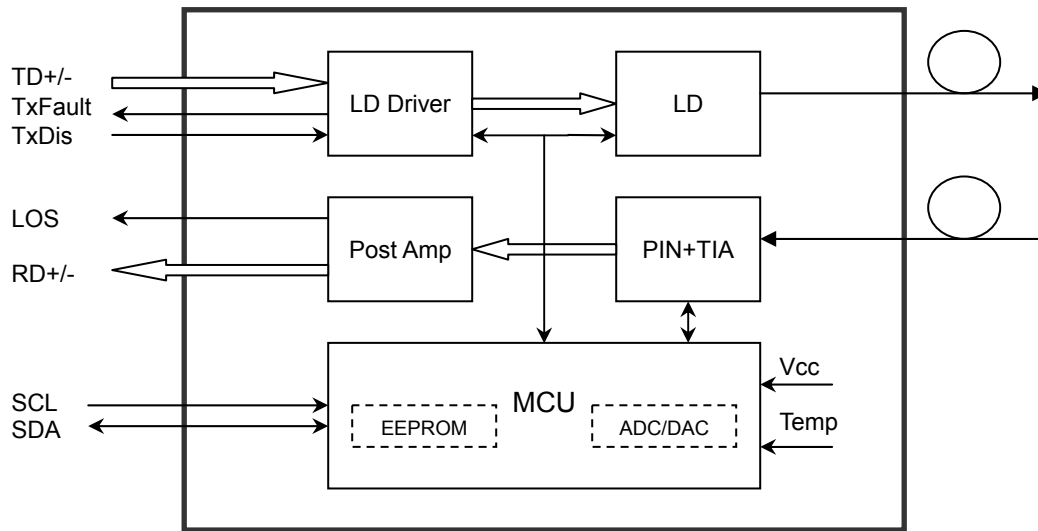 TD+/-
TxFault
TxDis
LD Driver
LD
LOS
RD+/-
Post Amp
PIN+TIA
SCL
SDA
MCU
EEPROM
ADC/DAC
Vcc
Temp